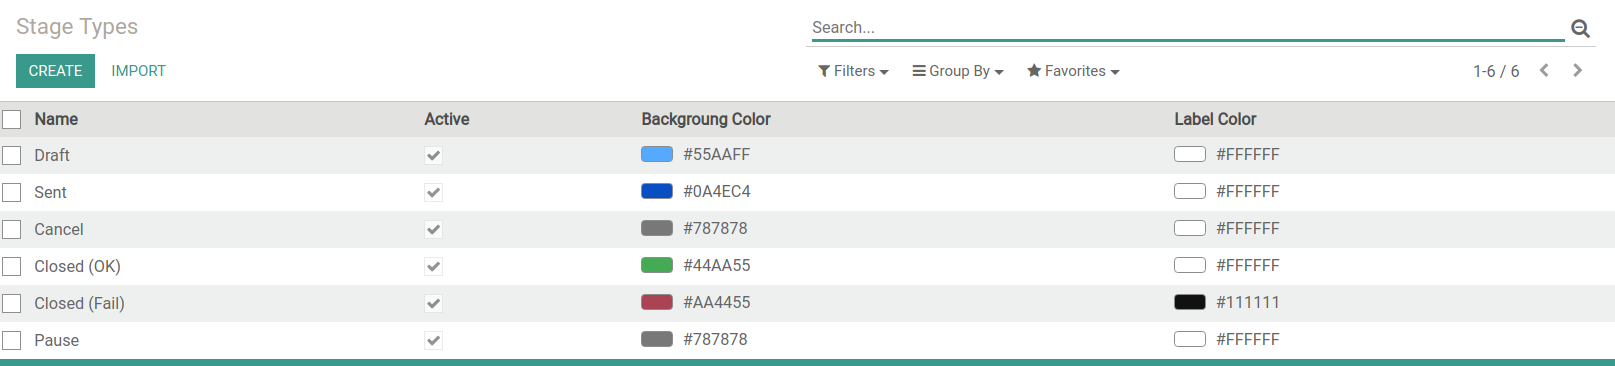 Stage Types
Search...
CREATE IMPORT
Filters Group By Favorites 1-6 / 6
Name Active Backgroung Color Label Color
Draft #55AAFF #FFFFFF
Sent #0A4EC4 #FFFFFF
Cancel #787878 #FFFFFF
Closed (OK) #44AA55 #FFFFFF
Closed (Fail) #AA4455 #111111
Pause #787878 #FFFFFF